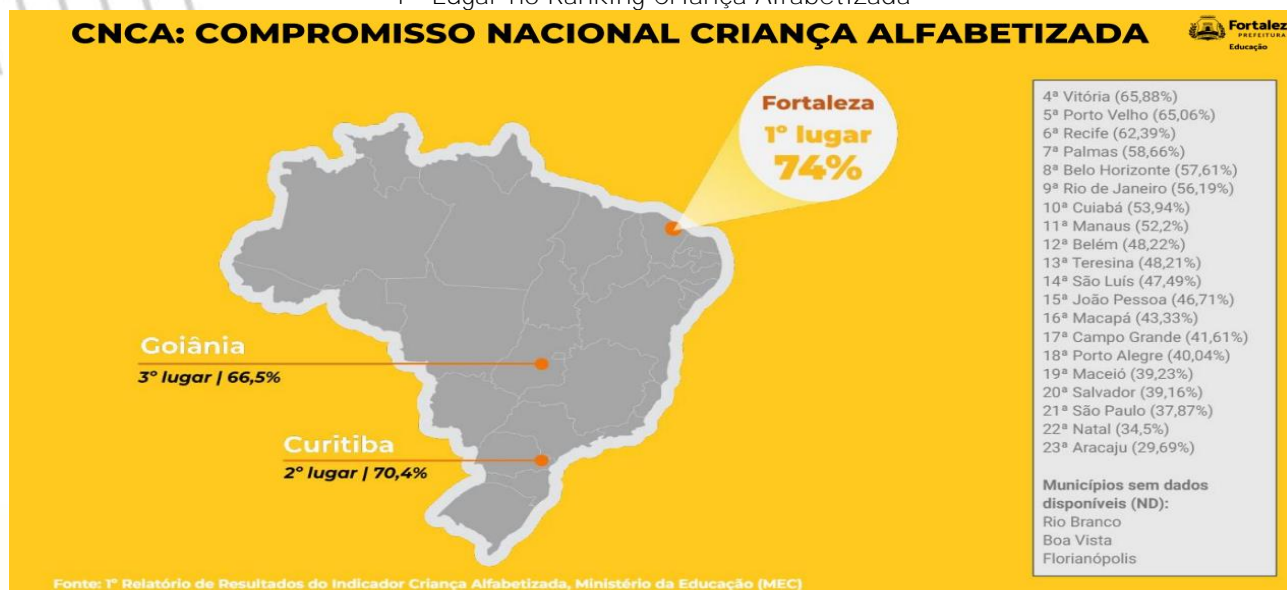 CNCA: COMPROMISSO NACIONAL CRIANÇA ALFABETIZADA
Fortalez
PREFEITURA
Educação
Fortaleza
1º lugar
74%
Goiânia
3º lugar | 66,5%
Curitiba
2º lugar | 70,4%
4ª Vitória (65,88%)
5ª Porto Velho (65,06%)
6ª Recife (62,39%)
7ª Palmas (58,66%)
8ª Belo Horizonte (57,61%)
9ª Rio de Janeiro (56,19%)
10ª Cuiabá (53,94%)
11ª Manaus (52,2%)
12ª Belém (48,22%)
13ª Teresina (48,21%)
14ª São Luís (47,49%)
15ª João Pessoa (46,71%)
16ª Macapá (43,33%)
17ª Campo Grande (41,61%)
18ª Porto Alegre (40,04%)
19ª Maceió (39,23%)
20ª Salvador (39,16%)
21ª São Paulo (37,87%)
22ª Natal (34,5%)
23ª Aracaju (29,69%)
Municípios sem dados
disponíveis (ND):
Rio Branco
Boa Vista
Florianópolis
Fonte: 1º Relatório de Resultados do Indicador Criança Alfabetizada, Ministério da Educação (MEC)